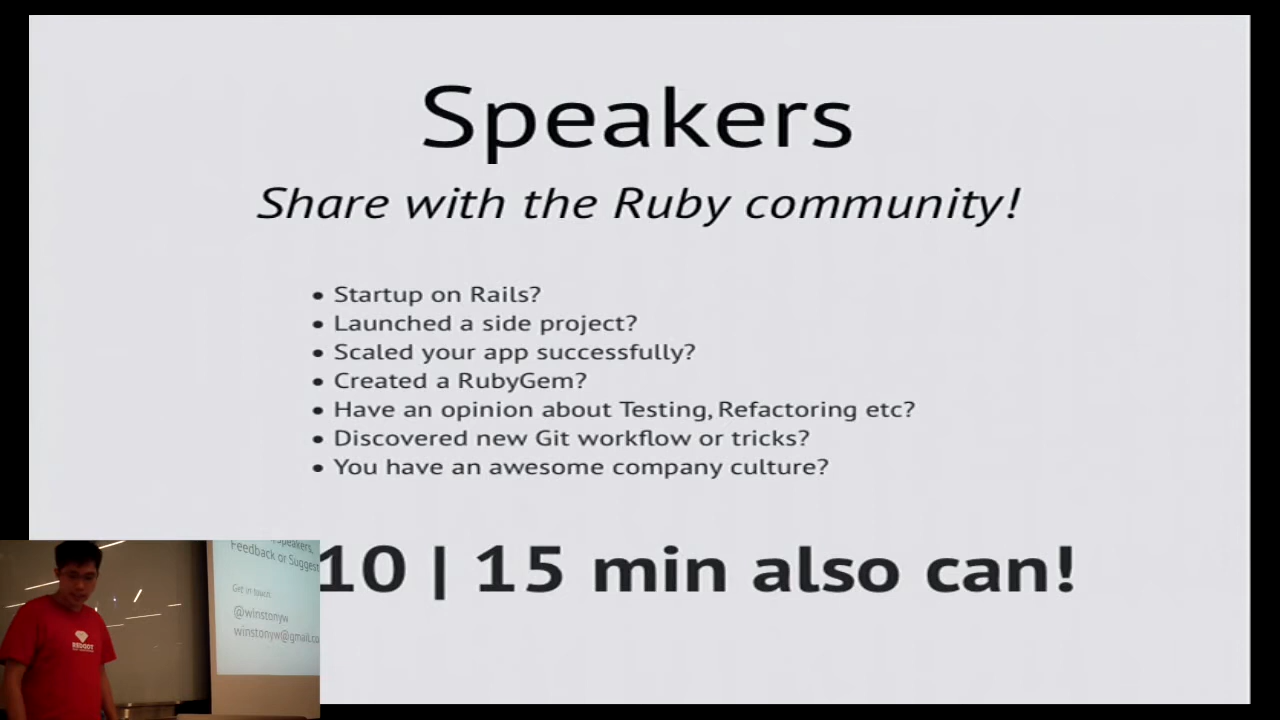 Speakers
Share with the Ruby community!
• Startup on Rails?
• Launched a side project?
• Scaled your app successfully?
• Created a RubyGem?
• Have an opinion about Testing, Refactoring etc?
• Discovered new Git workflow or tricks?
• You have an awesome company culture?
10 | 15 min also can!
Speakers,
Feedback or Suggest
Get in touch
@winstonyw
winstonyw@gmail.co
REDDOT